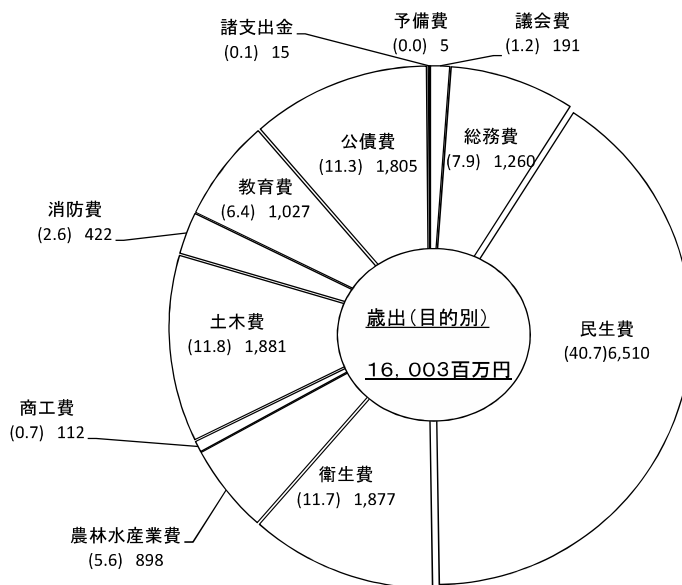 諸支出金
(0.1) 15
予備費
(0.0) 5
議会費
(1.2) 191
公債費
(11.3) 1,805
総務費
(7.9) 1,260
教育費
(6.4) 1,027
消防費
(2.6) 422
土木費
(11.8) 1,881
歳出(目的別)
16,003百万円
民生費
(40.7)6,510
商工費
(0.7) 112
衛生費
(11.7) 1,877
農林水産業費
(5.6) 898